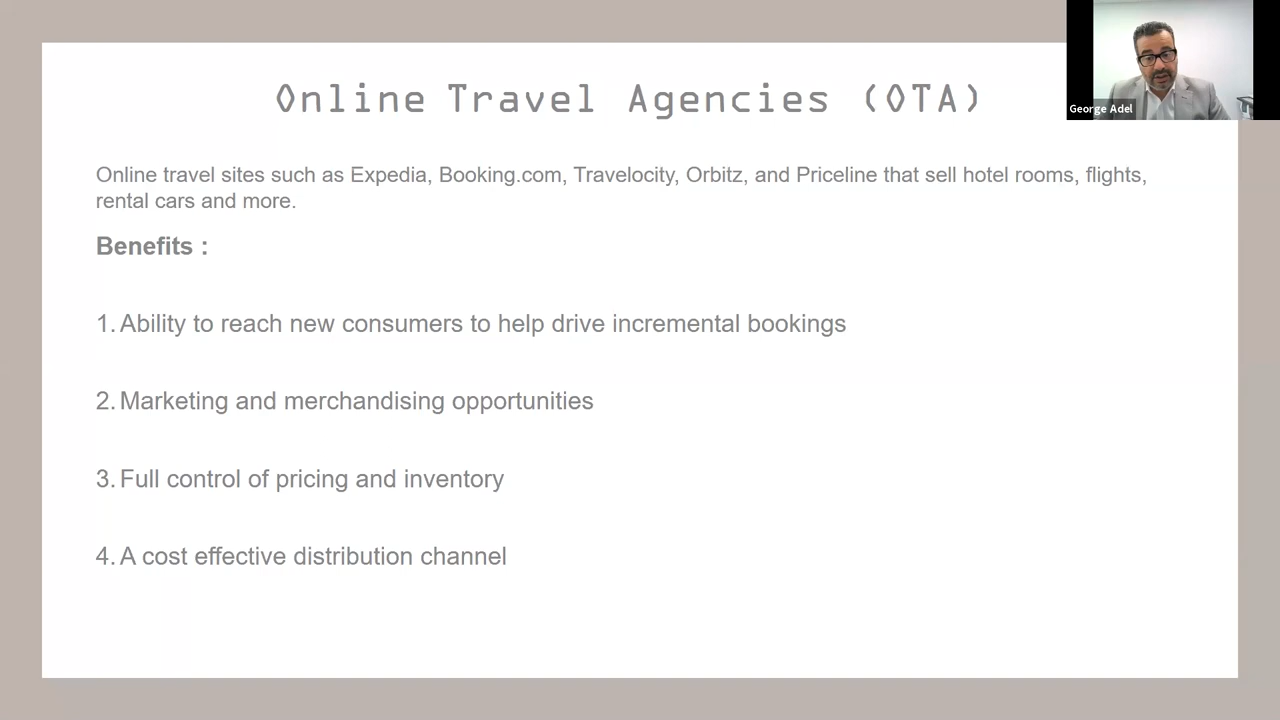 Online Travel Agencies (OTA)
George Adel
Online travel sites such as Expedia, Booking.com, Travelocity, Orbitz, and Priceline that sell hotel rooms, flights,
rental cars and more.
Benefits :
1. Ability to reach new consumers to help drive incremental bookings
2. Marketing and merchandising opportunities
3. Full control of pricing and inventory
4. A cost effective distribution channel